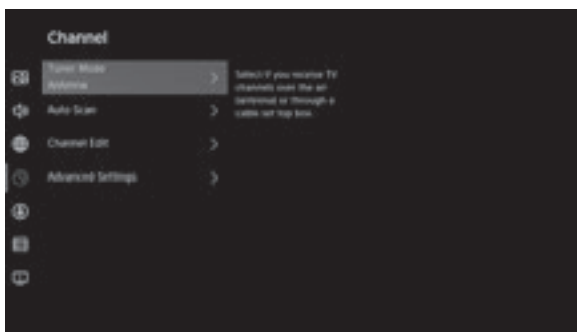 Channel
Tuner Mode
Antenna
Auto Scan
Channel Edit
Advanced Settings
Select if you receive TV
channels over the air
(antenna) or through a
cable set top box.